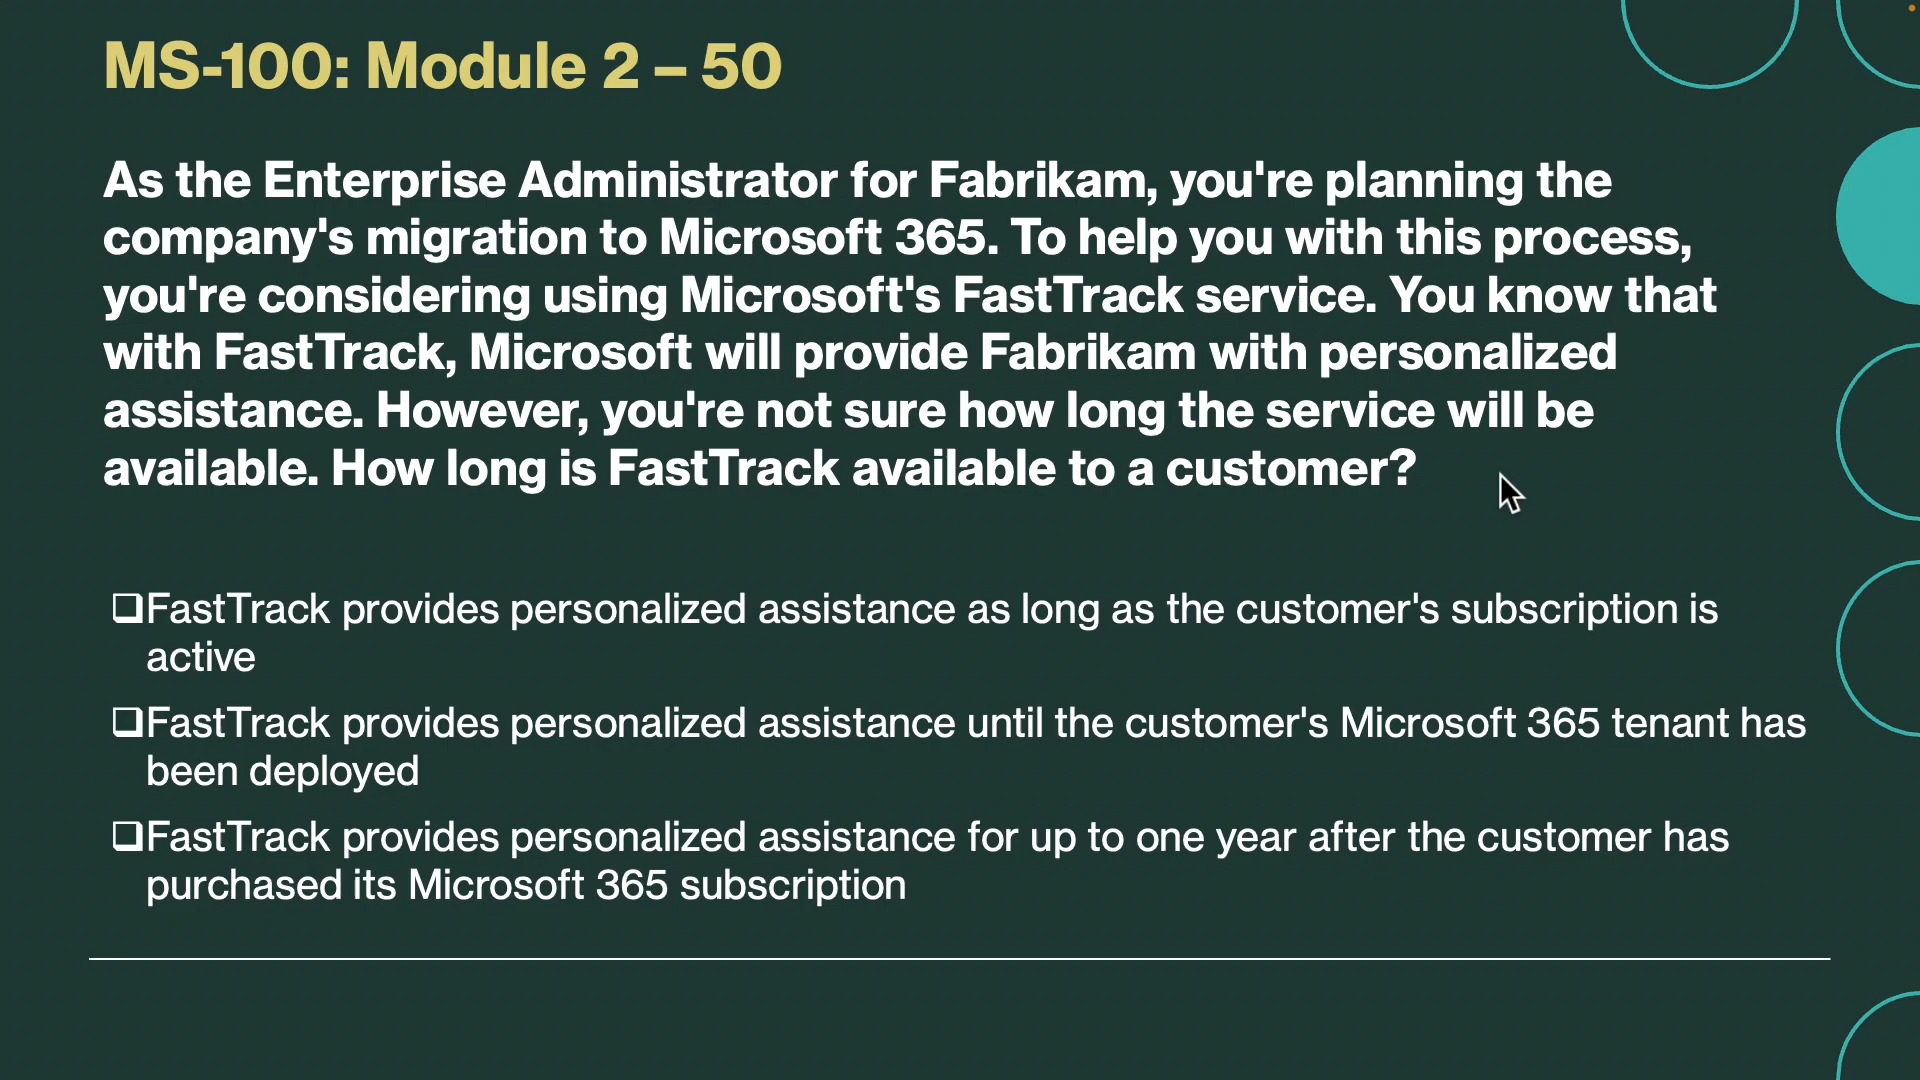 MS-100: Module 2 – 50
As the Enterprise Administrator for Fabrikam, you're planning the
company's migration to Microsoft 365. To help you with this process,
you're considering using Microsoft's FastTrack service. You know that
with FastTrack, Microsoft will provide Fabrikam with personalized
assistance. However, you're not sure how long the service will be
available. How long is FastTrack available to a customer?
❑FastTrack provides personalized assistance as long as the customer's subscription is
active
❑FastTrack provides personalized assistance until the customer's Microsoft 365 tenant has
been deployed
❑FastTrack provides personalized assistance for up to one year after the customer has
purchased its Microsoft 365 subscription